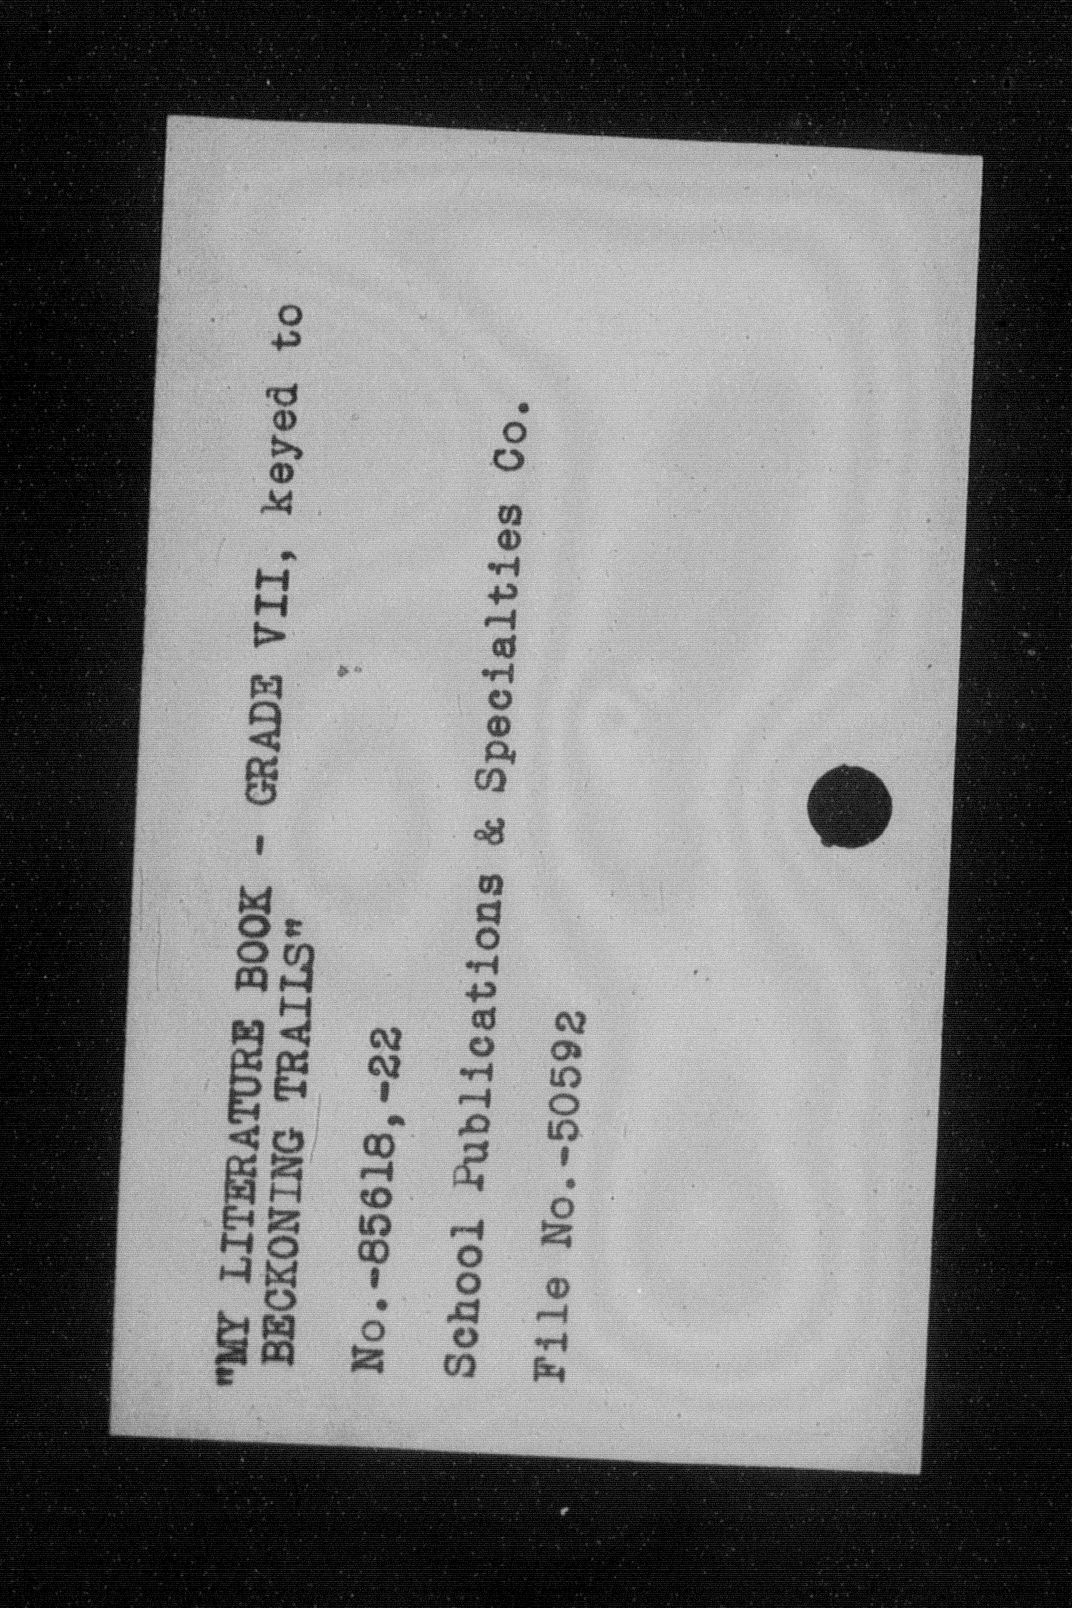 "MY LITERATURE BOOK - GRADE VII, keyed to
BECKONING TRAILS"
No.-85618,-22
School Publications & Specialties Co.
File No.-50592